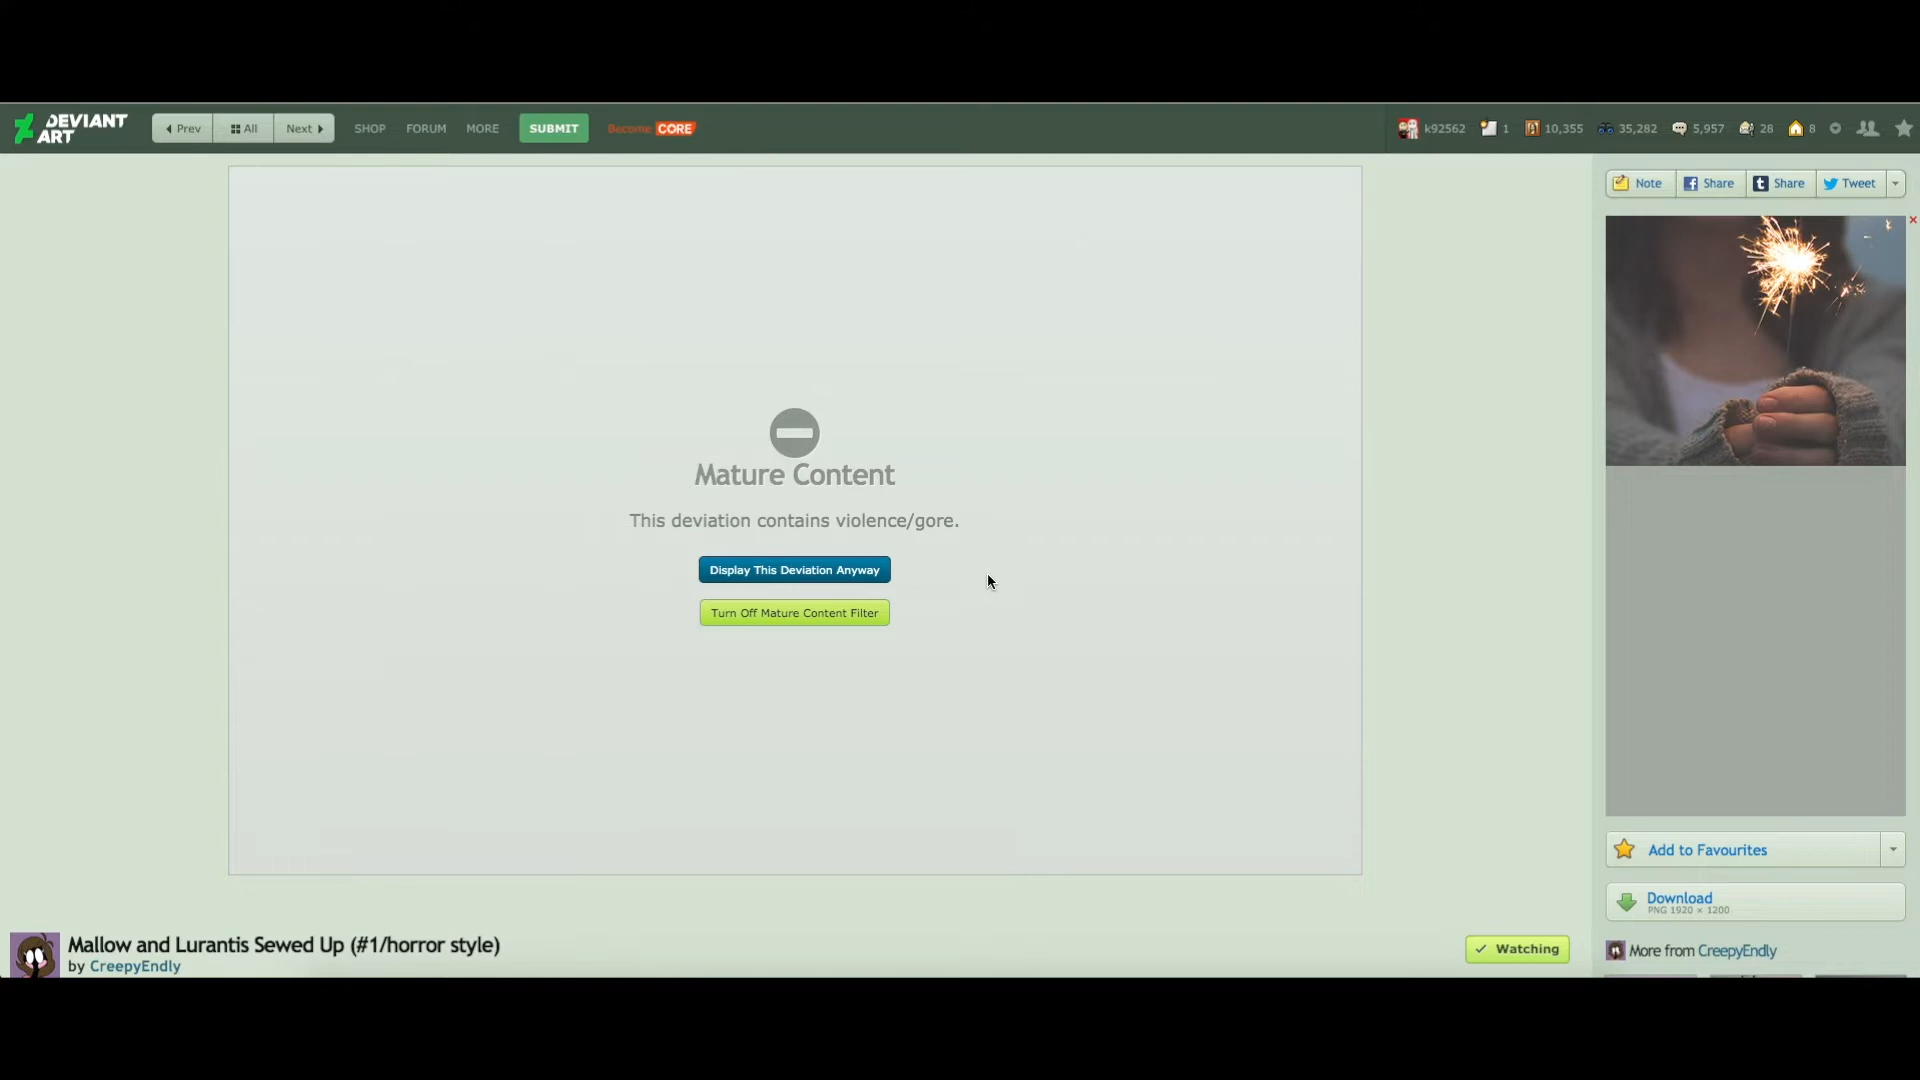 DEVIANT ART
Prev All Next SHOP FORUM MORE SUBMIT Become CORE k92562 1 10,355 35,282 5,957 28 8
Note Share Share Tweet
Mature Content
This deviation contains violence/gore.
Display This Deviation Anyway
Turn Off Mature Content Filter
Add to Favourites
Download
PNG 1920 × 1200
Mallow and Lurantis Sewed Up (#1/horror style)
by CreepyEndly
Watching
More from CreepyEndly